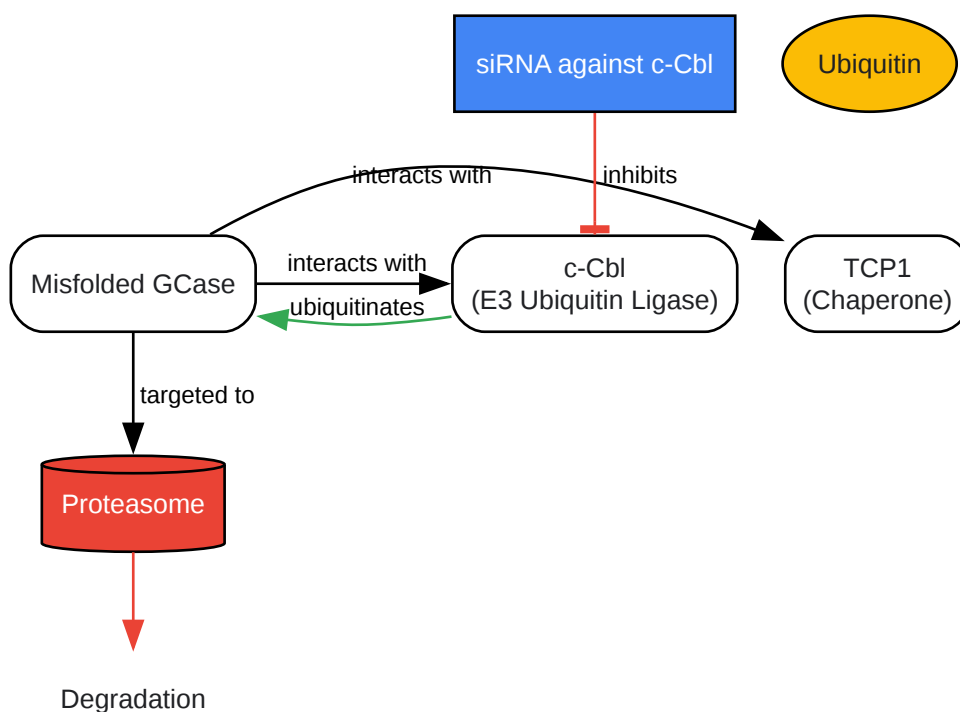 siRNA against c-Cbl
Ubiquitin
interacts with
inhibits
Misfolded GCase
interacts with
ubiquitinates
c-Cbl
(E3 Ubiquitin Ligase)
TCP1
(Chaperone)
targeted to
Proteasome
Degradation